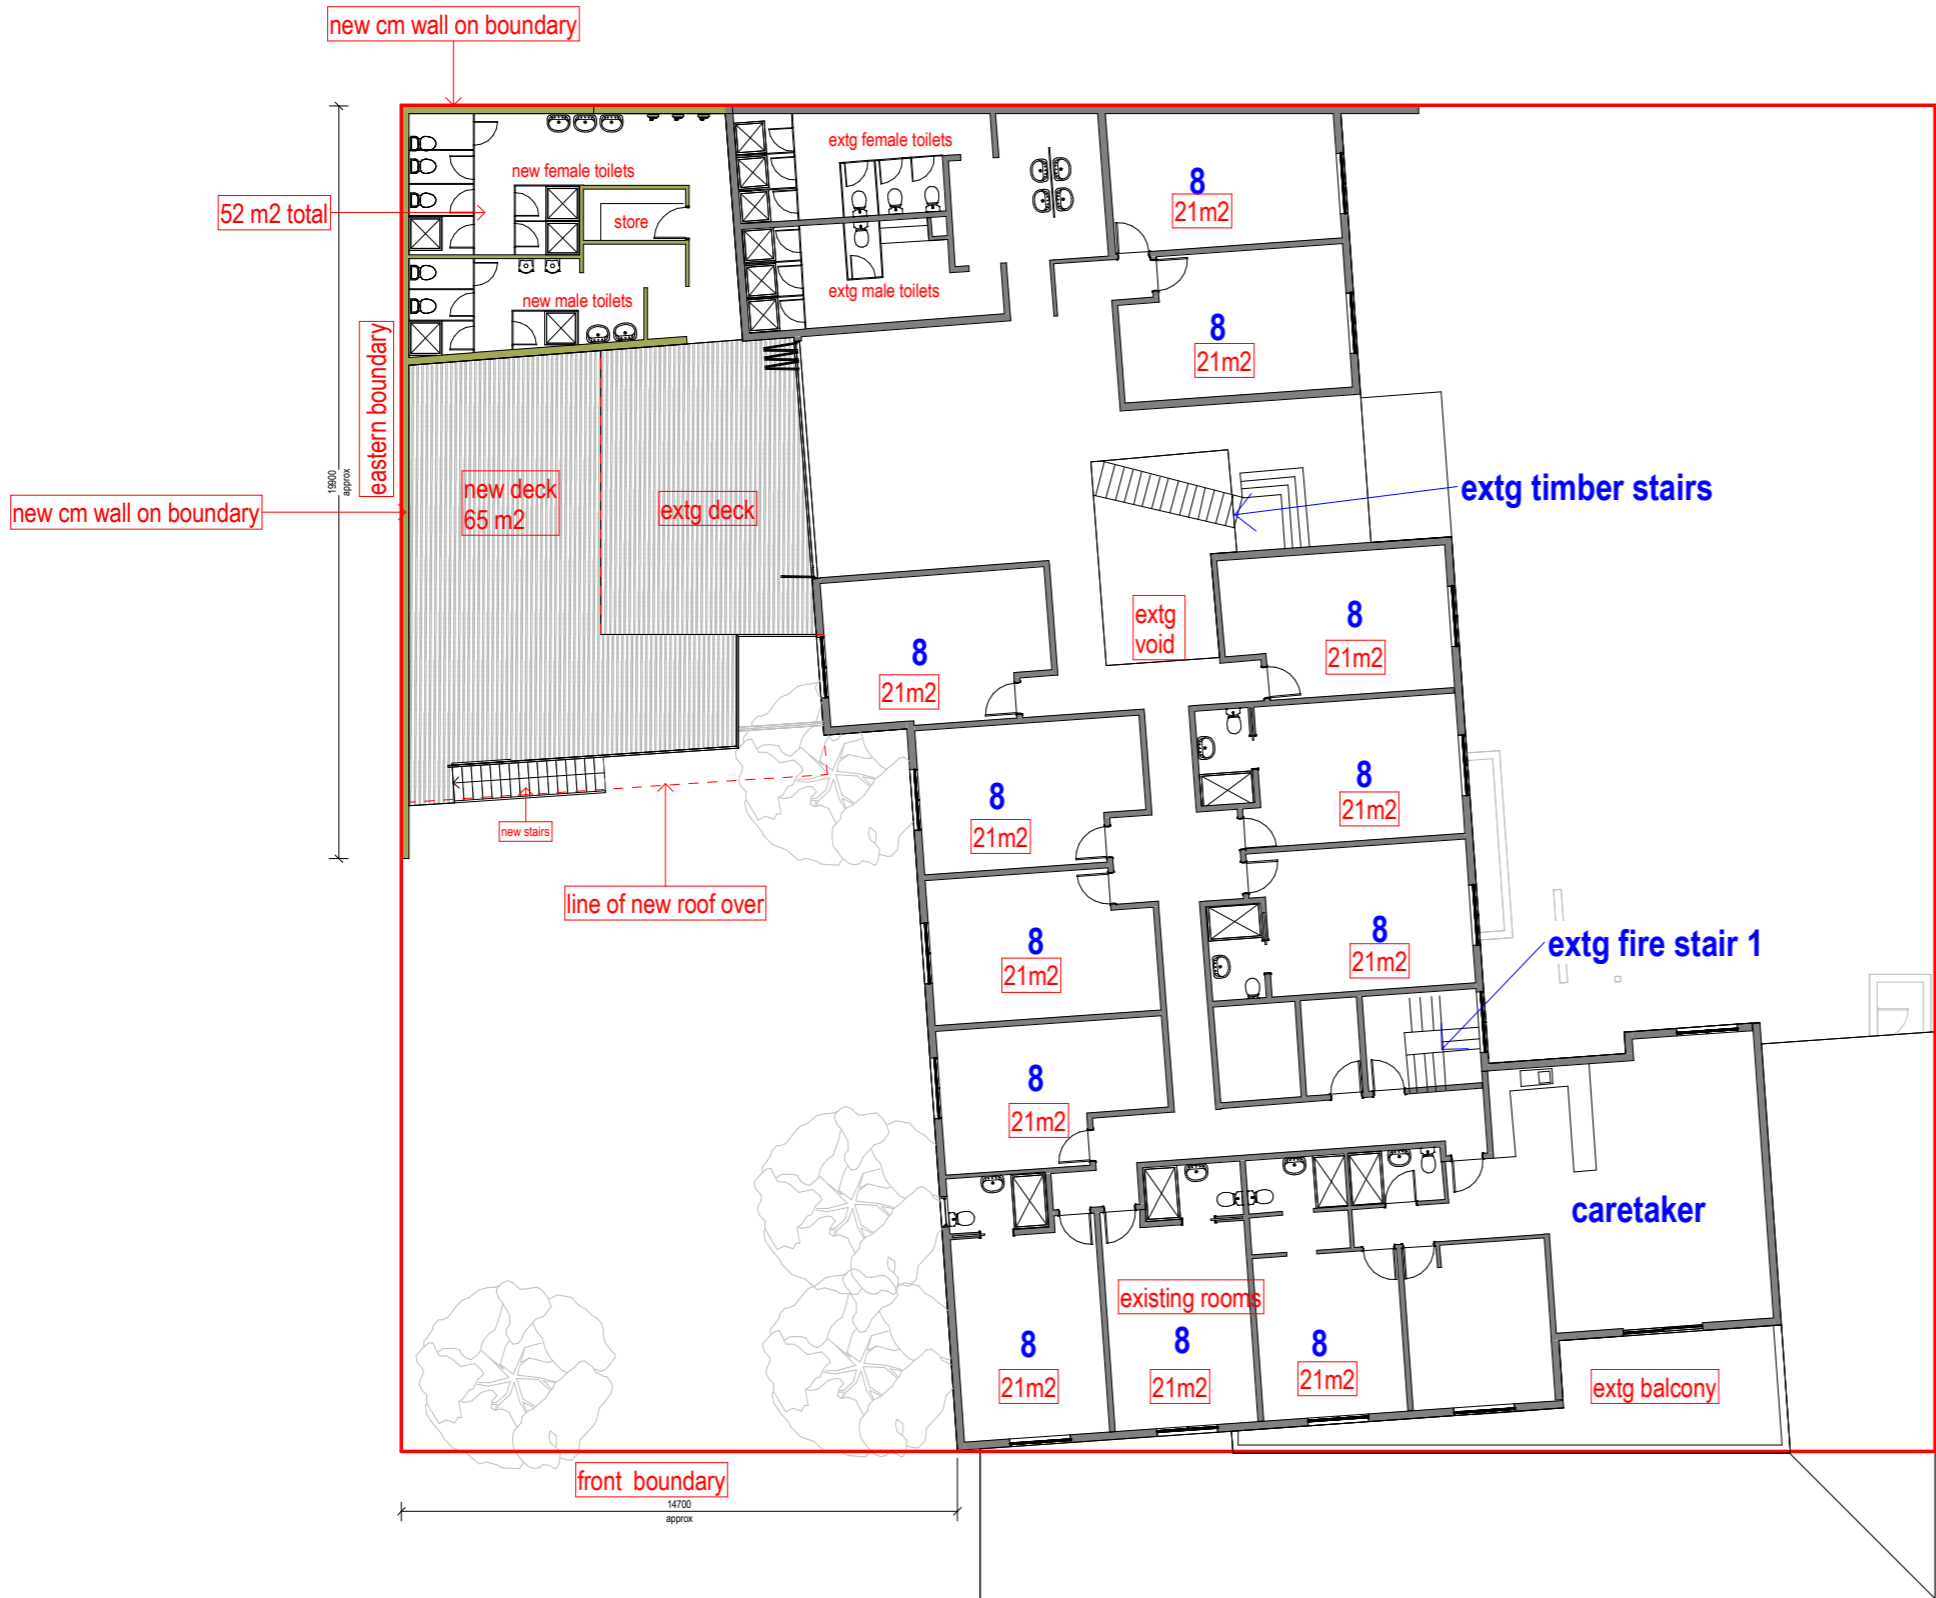 new cm wall on boundary
extg female toilets
new female toilets
8
21m2
52 m2 total
store
extg male toilets
new male toilets
8
21m2
eastern boundary
19900
approx
new deck
65 m2
extg deck
extg timber stairs
new cm wall on boundary
extg
void
8
21m2
8
21m2
8
21m2
8
21m2
new stairs
line of new roof over
8
21m2
8
21m2
extg fire stair 1
8
21m2
caretaker
existing rooms
8
21m2
8
21m2
8
21m2
extg balcony
front boundary
14700
approx